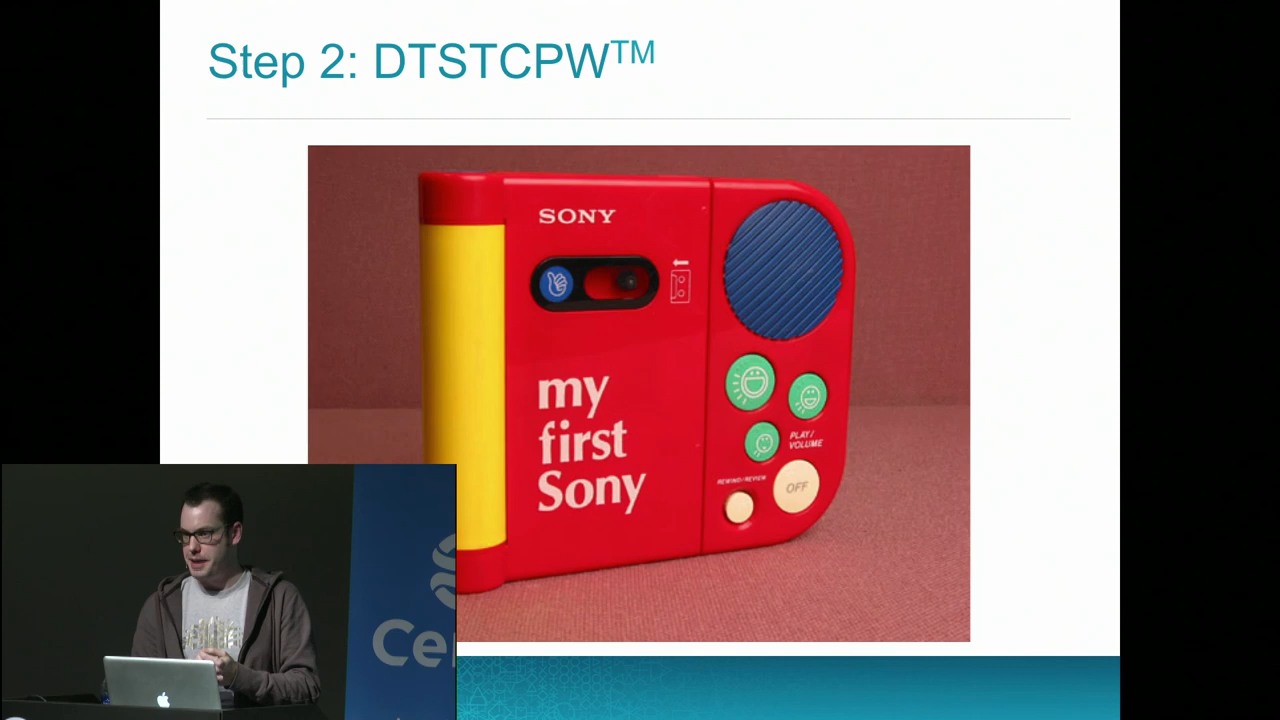 Step 2: DTSTCPW™
SONY
my
first
Sony
PLAY/
VOLUME
REWIND/REVIEW
OFF
Ce